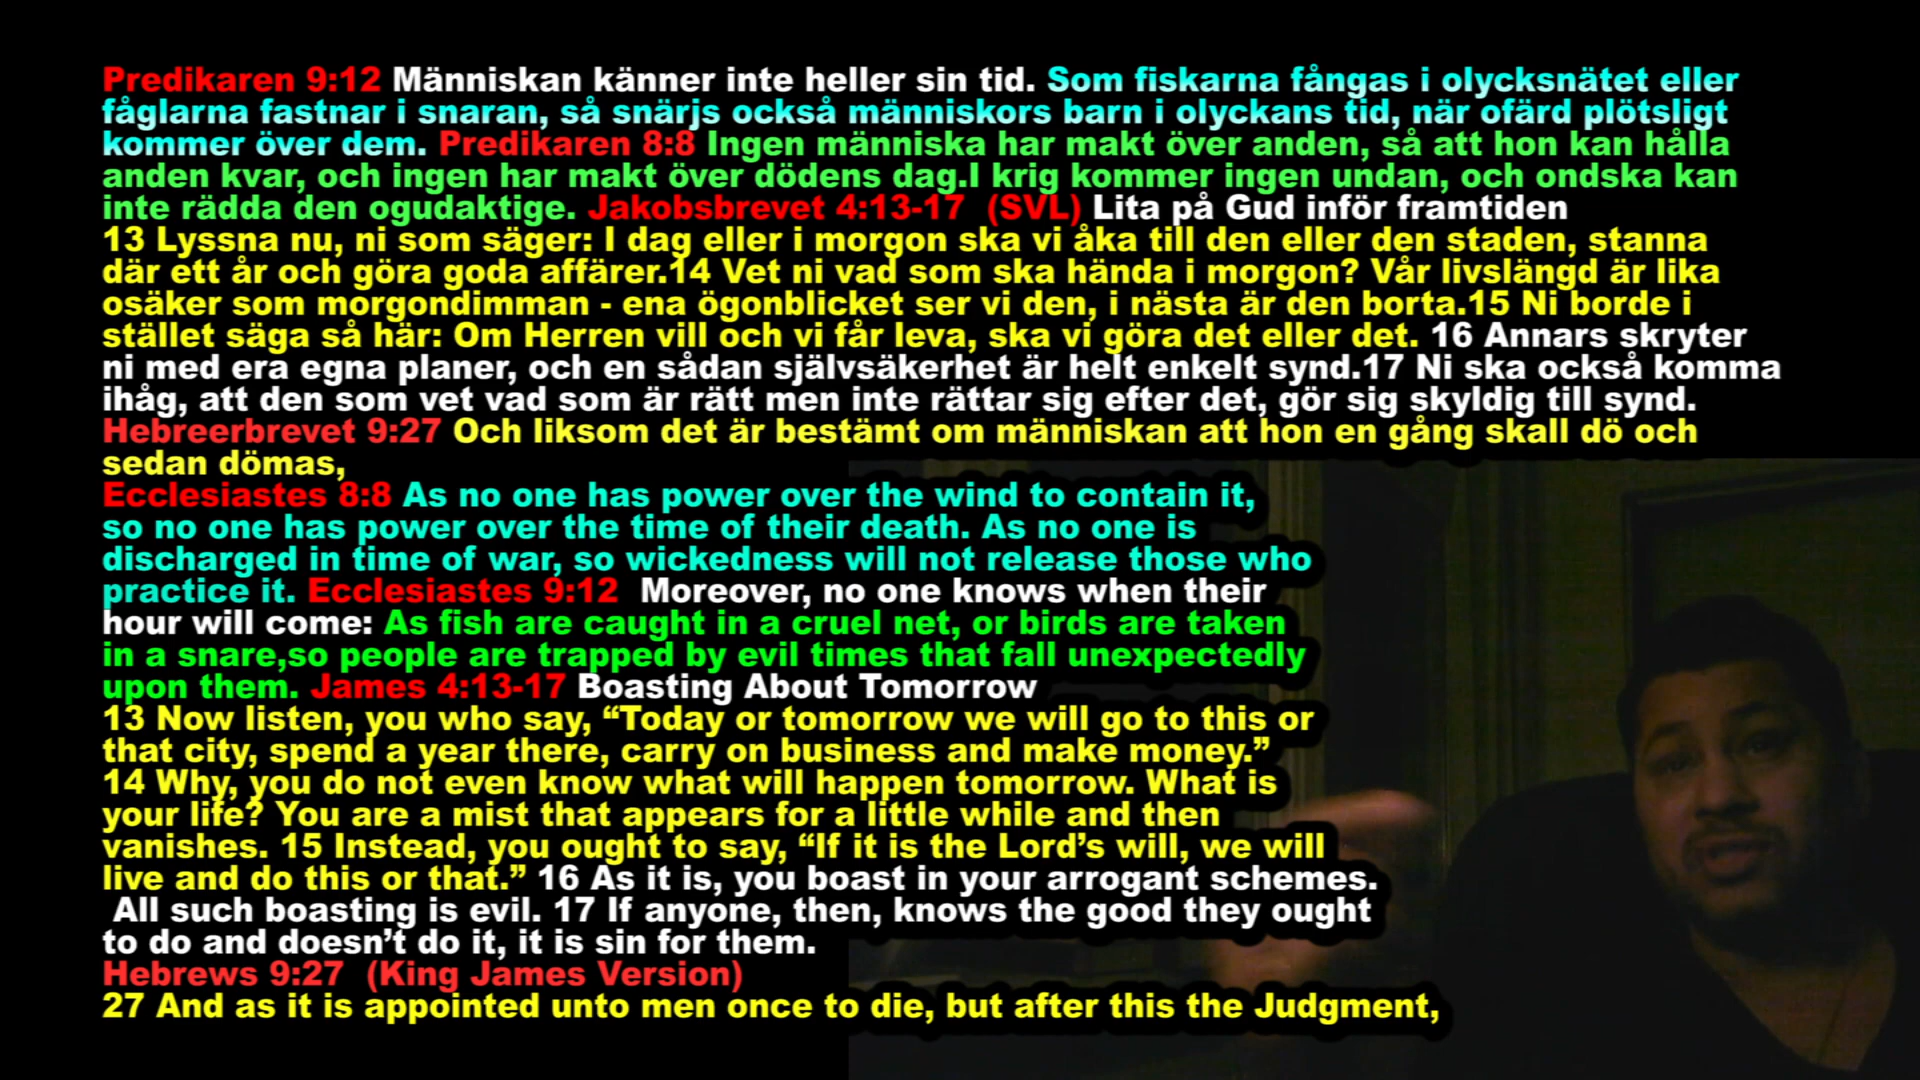 Predikaren 9:12 Människan känner inte heller sin tid. Som fiskarna fångas i olycksnätet eller
fåglarna fastnar i snaran, så snärjs också människors barn i olyckans tid, när ofärd plötsligt
kommer över dem. Predikaren 8:8 Ingen människa har makt över anden, så att hon kan hålla
anden kvar, och ingen har makt över dödens dag.I krig kommer ingen undan, och ondska kan
inte rädda den ogudaktige. Jakobsbrevet 4:13-17  (SVL) Lita på Gud inför framtiden
13 Lyssna nu, ni som säger: I dag eller i morgon ska vi åka till den eller den staden, stanna
där ett år och göra goda affärer.14 Vet ni vad som ska hända i morgon? Vår livslängd är lika
osäker som morgondimman - ena ögonblicket ser vi den, i nästa är den borta.15 Ni borde i
stället säga så här: Om Herren vill och vi får leva, ska vi göra det eller det. 16 Annars skryter
ni med era egna planer, och en sådan självsäkerhet är helt enkelt synd.17 Ni ska också komma
ihåg, att den som vet vad som är rätt men inte rättar sig efter det, gör sig skyldig till synd.
Hebreerbrevet 9:27 Och liksom det är bestämt om människan att hon en gång skall dö och
sedan dömas,
Ecclesiastes 8:8 As no one has power over the wind to contain it,
so no one has power over the time of their death. As no one is
discharged in time of war, so wickedness will not release those who
practice it. Ecclesiastes 9:12  Moreover, no one knows when their
hour will come: As fish are caught in a cruel net, or birds are taken
in a snare,so people are trapped by evil times that fall unexpectedly
upon them. James 4:13-17 Boasting About Tomorrow
13 Now listen, you who say, “Today or tomorrow we will go to this or
that city, spend a year there, carry on business and make money.”
14 Why, you do not even know what will happen tomorrow. What is
your life? You are a mist that appears for a little while and then
vanishes. 15 Instead, you ought to say, “If it is the Lord’s will, we will
live and do this or that.” 16 As it is, you boast in your arrogant schemes.
All such boasting is evil. 17 If anyone, then, knows the good they ought
to do and doesn’t do it, it is sin for them.
Hebrews 9:27  (King James Version)
27 And as it is appointed unto men once to die, but after this the Judgment,